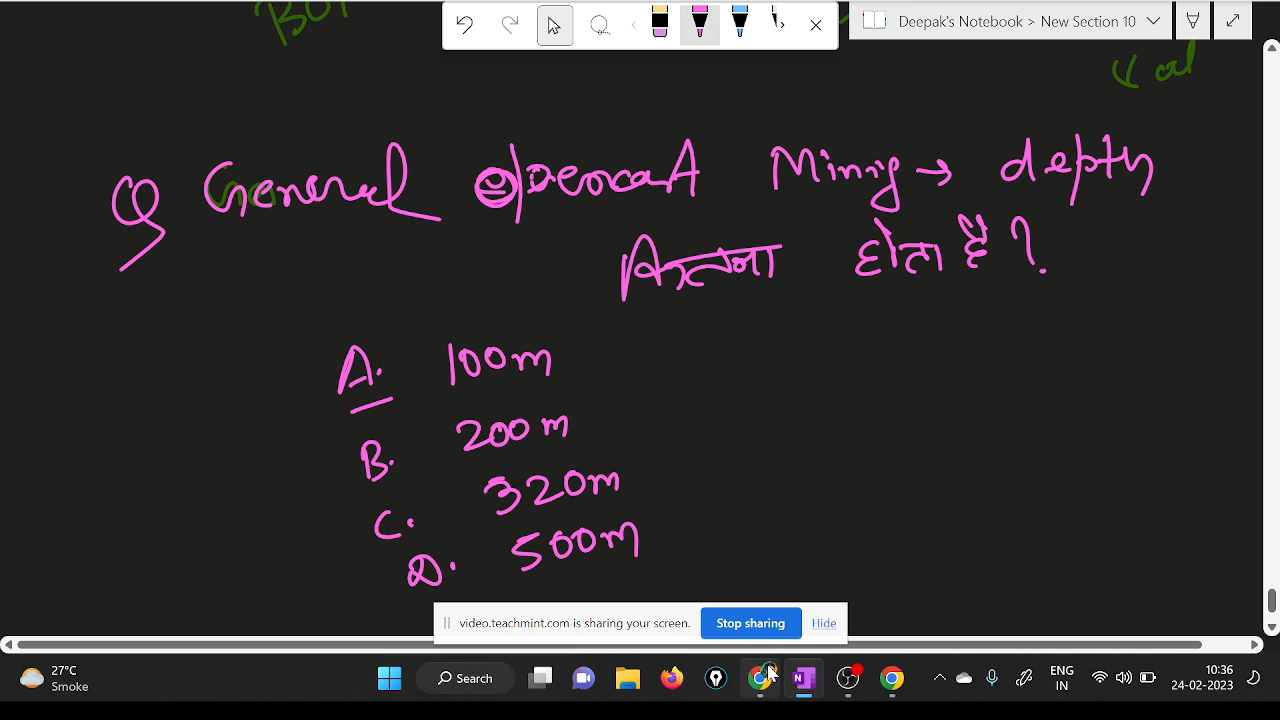 Deepak's Notebook > New Section 10
Q General opencast Mining → depth
कितना होता है ?
A. 100m
B. 200m
C. 320m
D. 500m
video.teachmint.com is sharing your screen. Stop sharing Hide
27°C
Smoke
Search
ENG
IN
10:36
24-02-2023